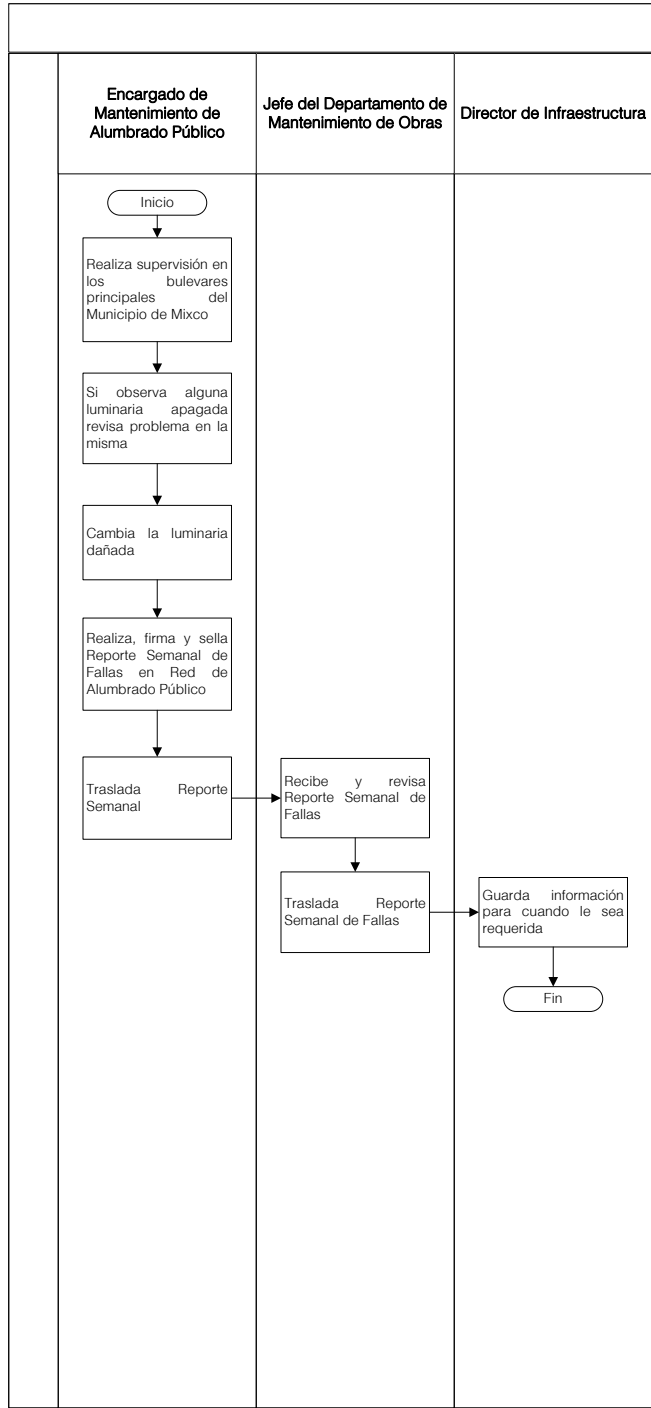 Encargado de
Mantenimiento de
Alumbrado Público
Jefe del Departamento de
Mantenimiento de Obras
Director de Infraestructura
Inicio
Realiza supervisión en
los bulevares
principales del
Municipio de Mixco
Si observa alguna
luminaria apagada
revisa problema en la
misma
Cambia la luminaria
dañada
Realiza, firma y sella
Reporte Semanal de
Fallas en Red de
Alumbrado Público
Traslada Reporte
Semanal
Recibe y revisa
Reporte Semanal de
Fallas
Traslada Reporte
Semanal de Fallas
Guarda información
para cuando le sea
requerida
Fin